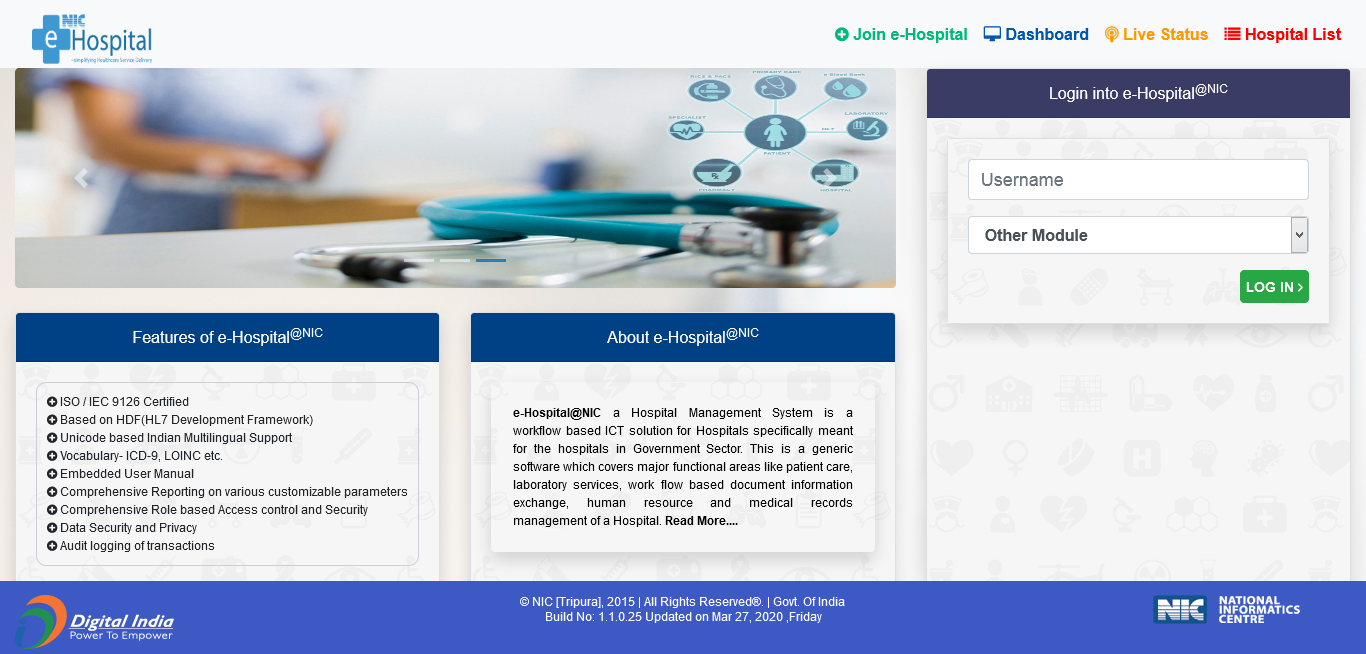 NIC
e Hospital
~simplifying Healthcare Service Delivery
Join e-Hospital
Dashboard
Live Status
Hospital List
PRIMARY CARE
e-Blood Bank
SPECIALIST
LABORATORY
HL7
PATIENT
PHARMACY
HOSPITAL
Login into e-Hospital@NIC
Username
Other Module
LOG IN >
Features of e-Hospital@NIC
ISO / IEC 9126 Certified
Based on HDF(HL7 Development Framework)
Unicode based Indian Multilingual Support
Vocabulary- ICD-9, LOINC etc.
Embedded User Manual
Comprehensive Reporting on various customizable parameters
Comprehensive Role based Access control and Security
Data Security and Privacy
Audit logging of transactions
About e-Hospital@NIC
e-Hospital@NIC a Hospital Management System is a
workflow based ICT solution for Hospitals specifically meant
for the hospitals in Government Sector. This is a generic
software which covers major functional areas like patient care,
laboratory services, work flow based document information
exchange, human resource and medical records
management of a Hospital. Read More....
Digital India
Power To Empower
© NIC [Tripura], 2015 | All Rights Reserved®. | Govt. Of India
Build No: 1.1.0.25 Updated on Mar 27, 2020 ,Friday
NIC
NATIONAL
INFORMATICS
CENTRE